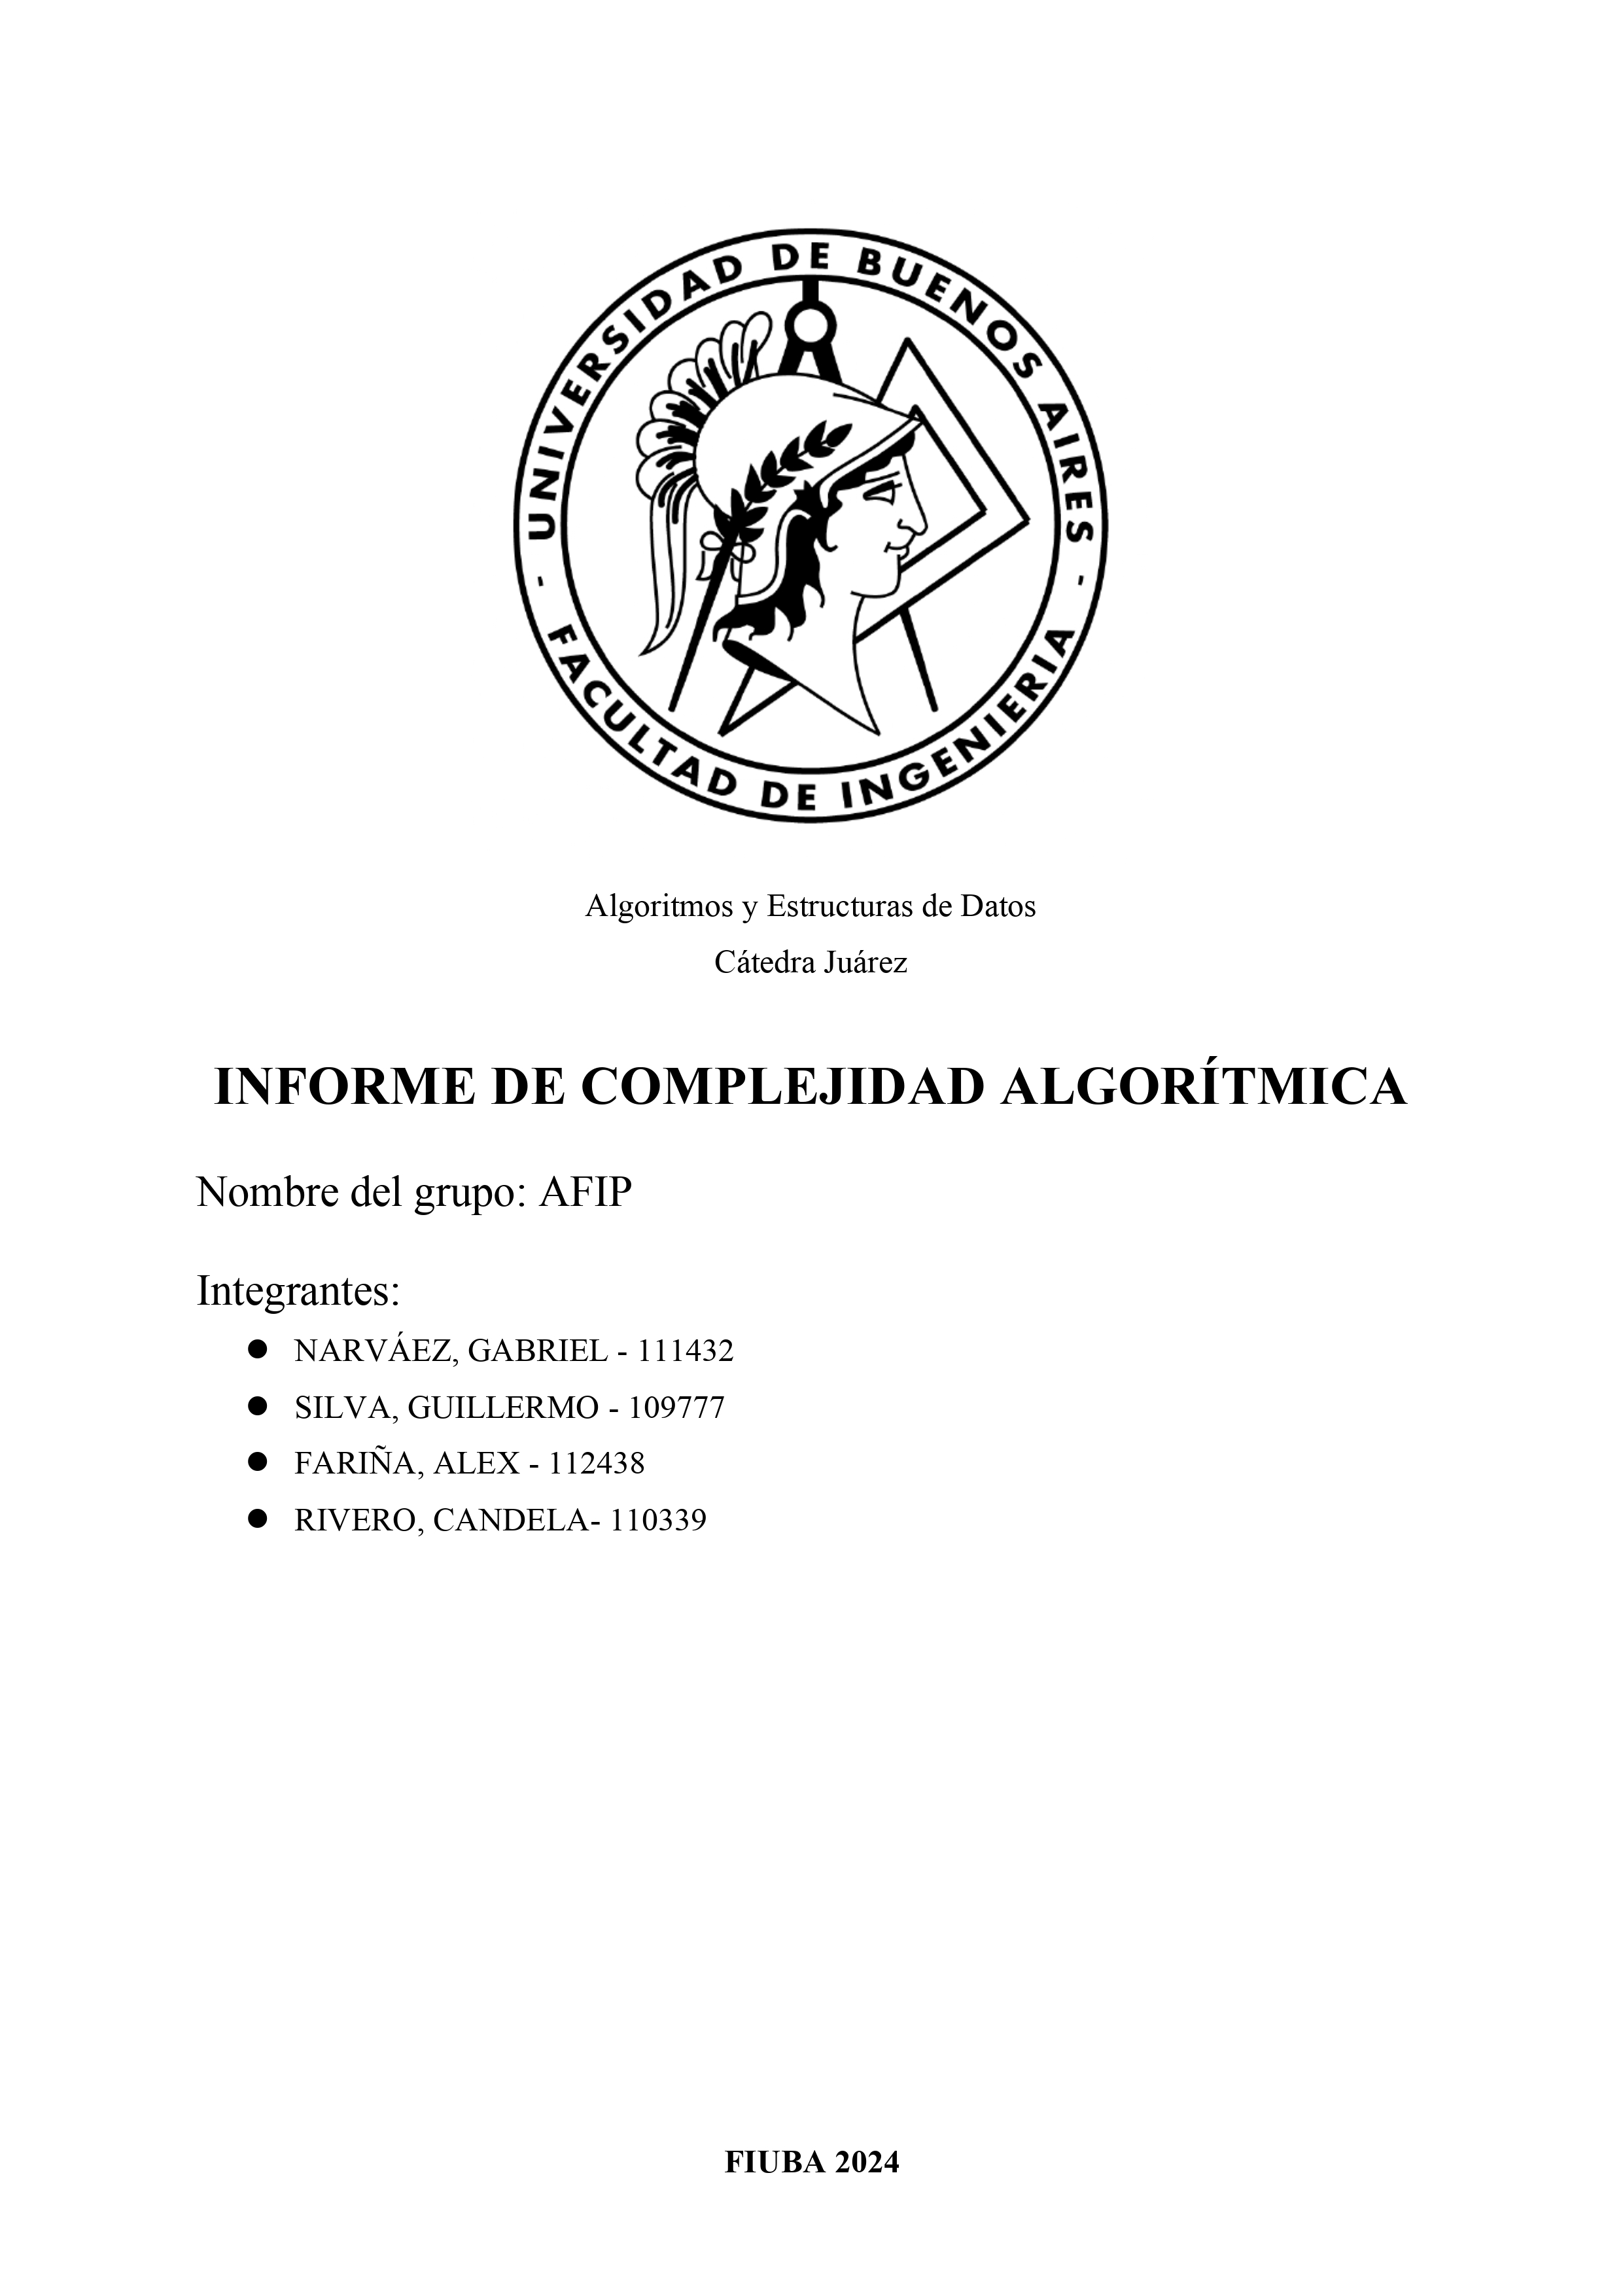 UNIVERSIDAD DE BUENOS AIRES
- FACULTAD DE INGENIERIA -
Algoritmos y Estructuras de Datos
Cátedra Juárez
INFORME DE COMPLEJIDAD ALGORÍTMICA
Nombre del grupo: AFIP
Integrantes:
● NARVÁEZ, GABRIEL - 111432
● SILVA, GUILLERMO - 109777
● FARIÑA, ALEX - 112438
● RIVERO, CANDELA- 110339
FIUBA 2024